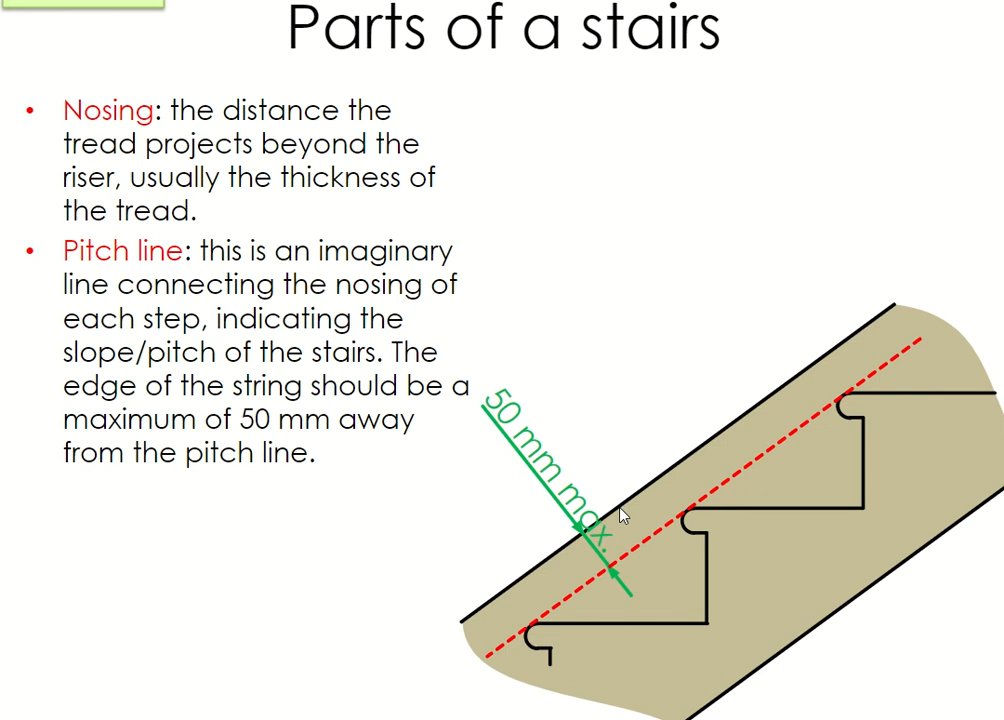 Parts of a stairs
• Nosing: the distance the
tread projects beyond the
riser, usually the thickness of
the tread.
• Pitch line: this is an imaginary
line connecting the nosing of
each step, indicating the
slope/pitch of the stairs. The
edge of the string should be a
maximum of 50 mm away
from the pitch line.
50 mm max.